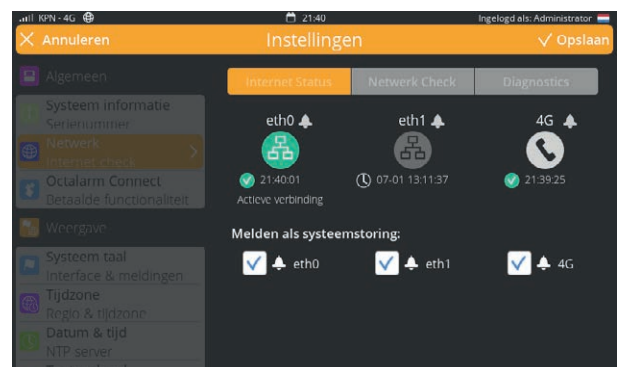 KPN - 4G
21:40
Ingelogd als: Administrator
Annuleren
Instellingen
Opslaan
Algemeen
Systeem informatie
Serienummer
Netwerk
Internet check
Octalarm Connect
Betaalde functionaliteit
Weergave
Systeem taal
Interface & meldingen
Tijdzone
Regio & tijdzone
Datum & tijd
NTP server
Internet Status
Netwerk Check
Diagnostics
eth0
eth1
4G
21:40:01
07-01 13:11:37
21:39:25
Actieve verbinding
Melden als systeemstoring:
eth0
eth1
4G